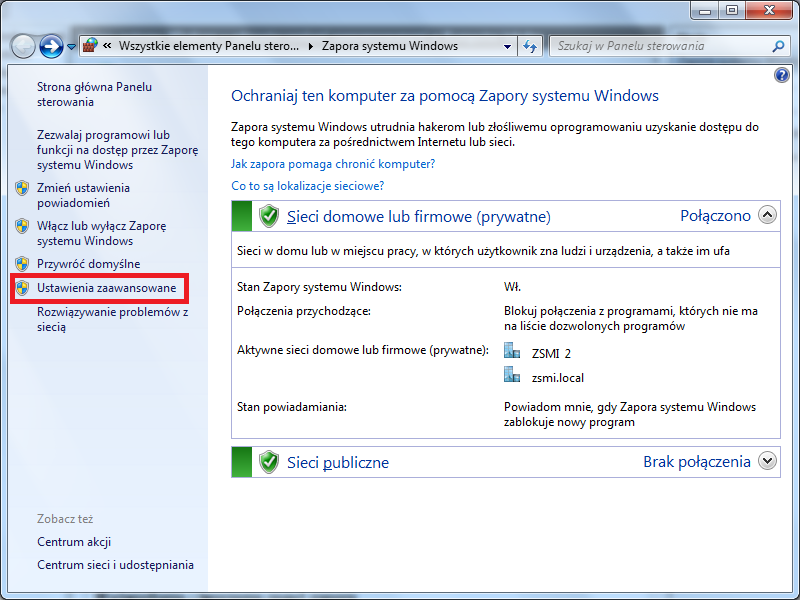 « Wszystkie elementy Panelu stero... ▸ Zapora systemu Windows
Szukaj w Panelu sterowania
Strona główna Panelu
sterowania
Zezwalaj programowi lub
funkcji na dostęp przez Zaporę
systemu Windows
Zmień ustawienia
powiadomień
Włącz lub wyłącz Zaporę
systemu Windows
Przywróć domyślne
Ustawienia zaawansowane
Rozwiązywanie problemów z
siecią
Zobacz też
Centrum akcji
Centrum sieci i udostępniania
Ochraniaj ten komputer za pomocą Zapory systemu Windows
Zapora systemu Windows utrudnia hakerom lub złośliwemu oprogramowaniu uzyskanie dostępu do
tego komputera za pośrednictwem Internetu lub sieci.
Jak zapora pomaga chronić komputer?
Co to są lokalizacje sieciowe?
Sieci domowe lub firmowe (prywatne) Połączono
Sieci w domu lub w miejscu pracy, w których użytkownik zna ludzi i urządzenia, a także im ufa
Stan Zapory systemu Windows: Wł.
Połączenia przychodzące: Blokuj połączenia z programami, których nie ma
na liście dozwolonych programów
Aktywne sieci domowe lub firmowe (prywatne): ZSMI 2
zsmi.local
Stan powiadamiania: Powiadom mnie, gdy Zapora systemu Windows
zablokuje nowy program
Sieci publiczne Brak połączenia